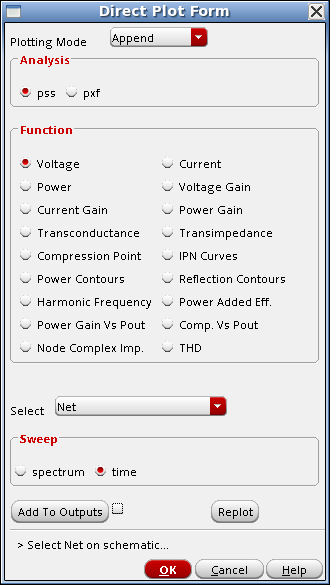 Direct Plot Form
Plotting Mode Append
Analysis
pss pxf
Function
Voltage Current
Power Voltage Gain
Current Gain Power Gain
Transconductance Transimpedance
Compression Point IPN Curves
Power Contours Reflection Contours
Harmonic Frequency Power Added Eff.
Power Gain Vs Pout Comp. Vs Pout
Node Complex Imp. THD
Select Net
Sweep
spectrum time
Add To Outputs Replot
> Select Net on schematic...
OK Cancel Help